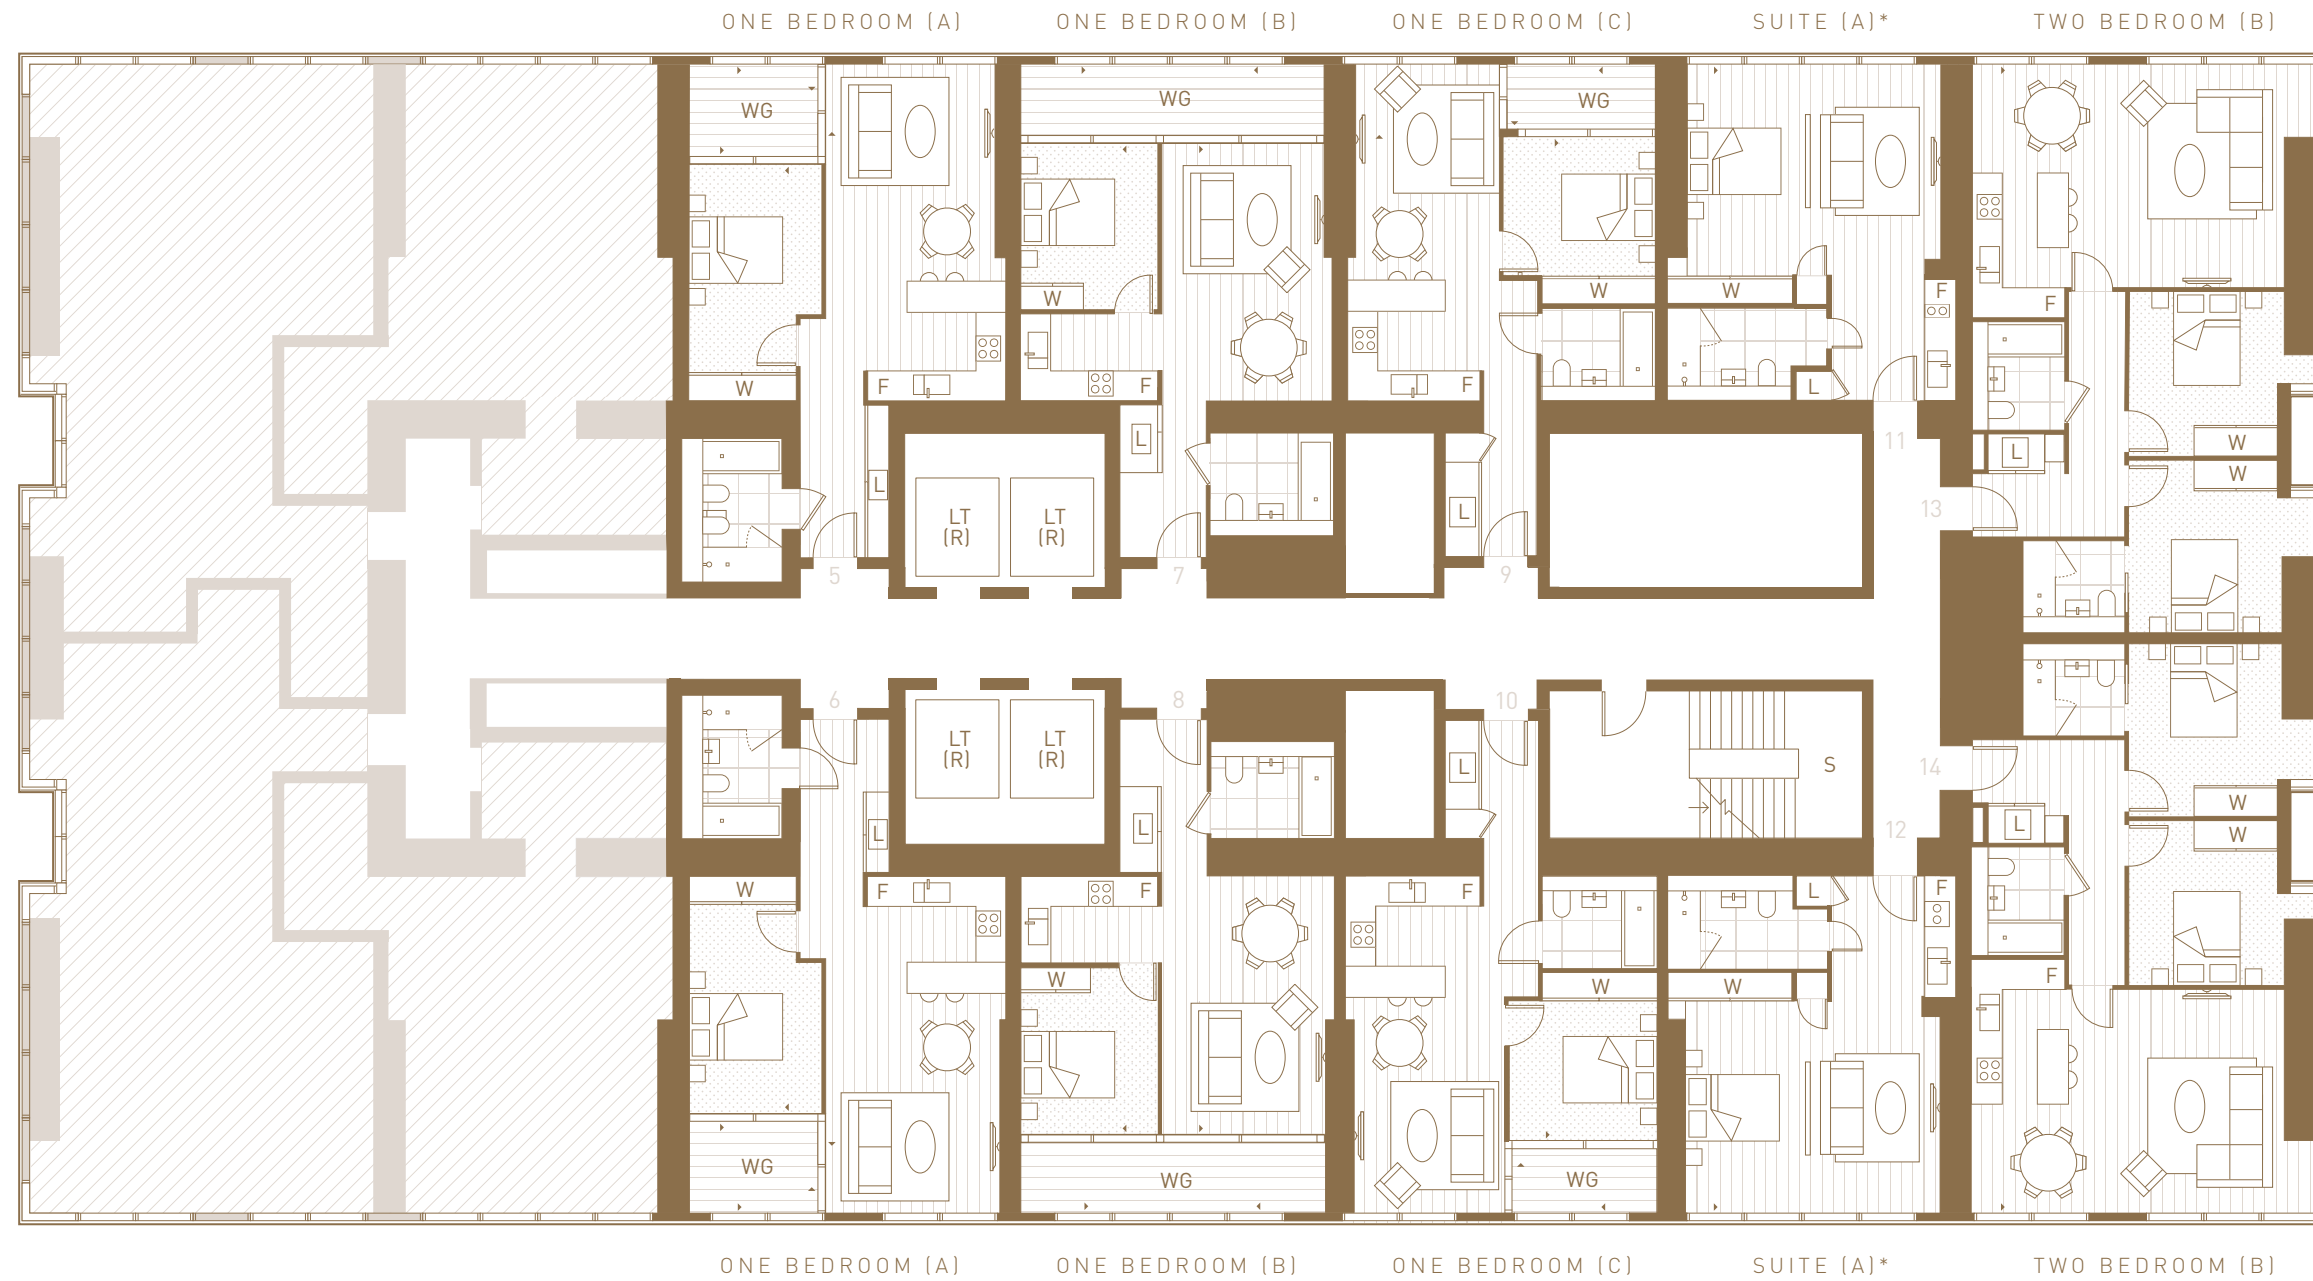 ONE BEDROOM (A) ONE BEDROOM (B) ONE BEDROOM (C) SUITE (A)* TWO BEDROOM (B)
WG WG WG
W W W F F
W F F F L
W
L L L L W
LT (R) LT (R)
11
13
5 7 9
6 8 10
LT (R) LT (R) L S 14
L L L W
12 W
W F F F L F
W W W F
WG WG WG
ONE BEDROOM (A) ONE BEDROOM (B) ONE BEDROOM (C) SUITE (A)* TWO BEDROOM (B)